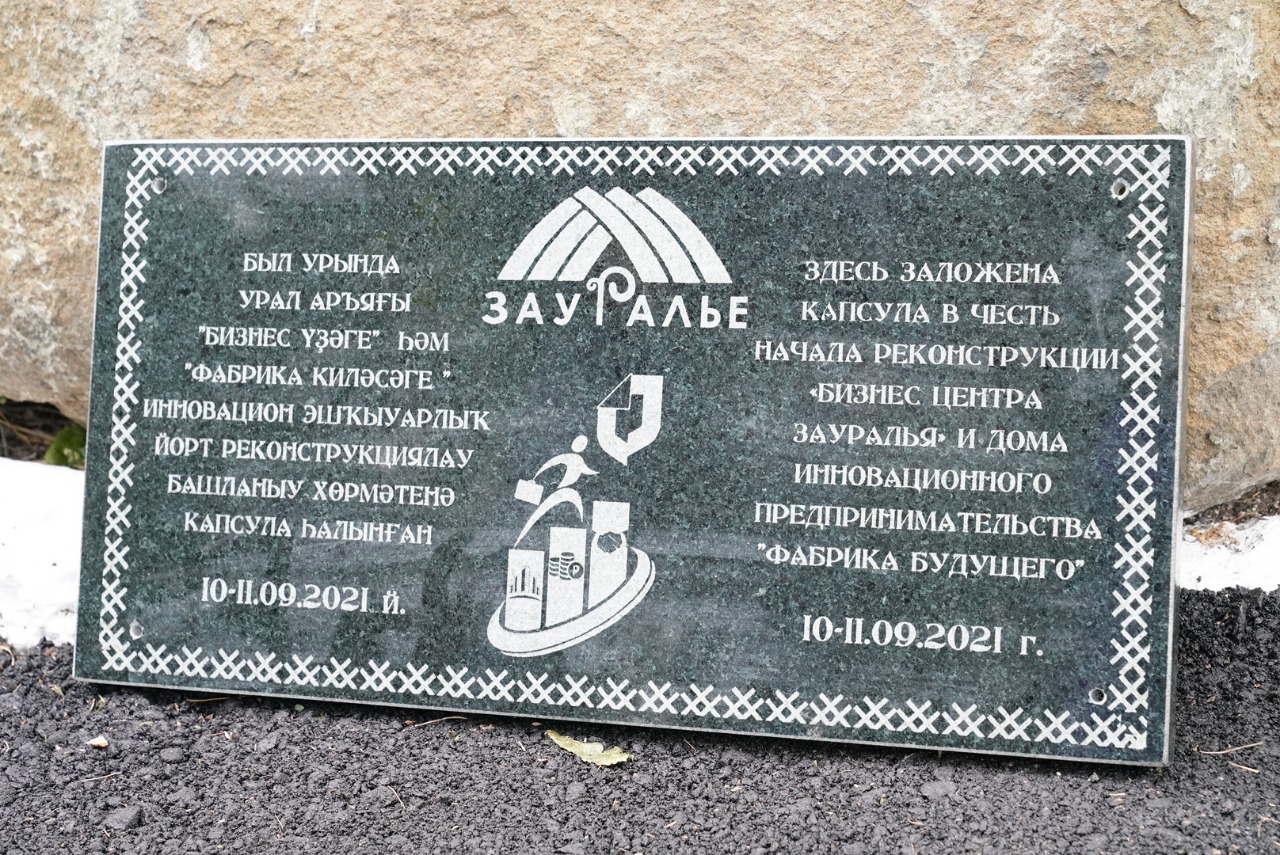 ЗАУРАЛЬЕ
БЫЛ УРЫНДА
УРАЛ АРЪЯҒЫ
"БИЗНЕС ҮҘӘГЕ" ҺӘМ
"ФАБРИКА КИЛӘСӘГЕ "
ИННОВАЦИОН ЭШҠЫУАРЛЫҠ
ЙОРТ РЕКОНСТРУКЦИЯЛАУ
БАШЛАНЫУ ХӨРМӘТЕНӘ
КАПСУЛА ҺАЛЫНҒАН
10-11.09.2021 й.
ЗДЕСЬ ЗАЛОЖЕНА
КАПСУЛА В ЧЕСТЬ
НАЧАЛА РЕКОНСТРУКЦИИ
«БИЗНЕС ЦЕНТРА
ЗАУРАЛЬЯ» И ДОМА
ИННОВАЦИОННОГО
ПРЕДПРИНИМАТЕЛЬСТВА
"ФАБРИКА БУДУЩЕГО"
10-11.09.2021 г.